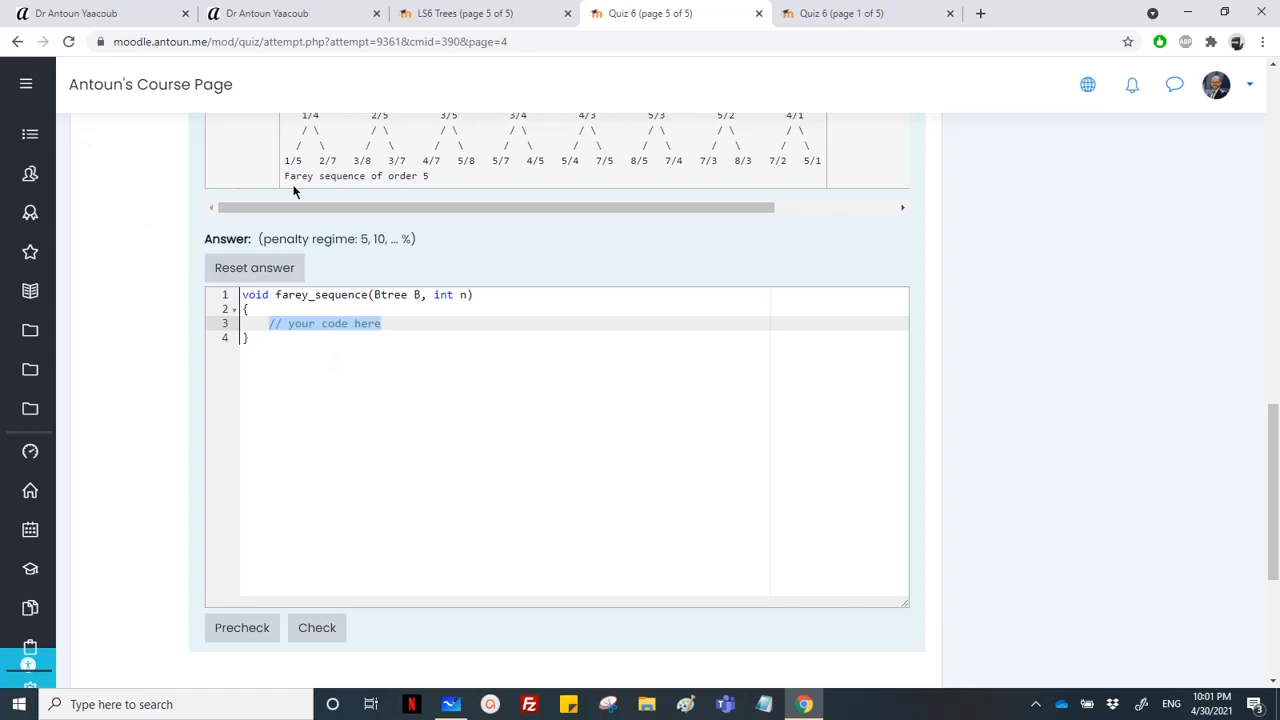 Dr Antoun Yaacoub
Dr Antoun Yaacoub
LS6 Trees (page 5 of 5)
Quiz 6 (page 5 of 5)
Quiz 6 (page 1 of 5)
moodle.antoun.me/mod/quiz/attempt.php?attempt=9361&cmid=390&page=4
ABP
Antoun's Course Page
1/4 2/5 3/5 3/4 4/3 5/3 5/2 4/1
/ \ / \ / \ / \ / \ / \ / \ / \
/ \ / \ / \ / \ / \ / \ / \ / \
1/5 2/7 3/8 3/7 4/7 5/8 5/7 4/5 5/4 7/5 8/5 7/4 7/3 8/3 7/2 5/1
Farey sequence of order 5
Answer: (penalty regime: 5, 10, ... %)
Reset answer
1 void farey_sequence(Btree B, int n)
2 {
3 // your code here
4 }
Precheck
Check
Type here to search
ENG
10:01 PM
4/30/2021
3